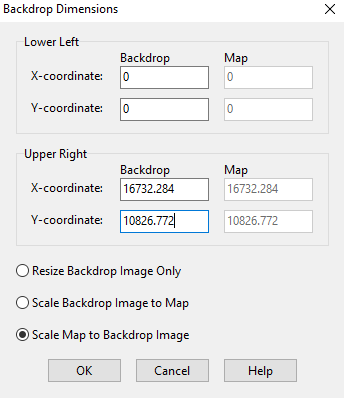 Backdrop Dimensions
Lower Left
Backdrop Map
X-coordinate: 0 0
Y-coordinate: 0 0
Upper Right
Backdrop Map
X-coordinate: 16732.284 16732.284
Y-coordinate: 10826.772 10826.772
Resize Backdrop Image Only
Scale Backdrop Image to Map
Scale Map to Backdrop Image
OK Cancel Help